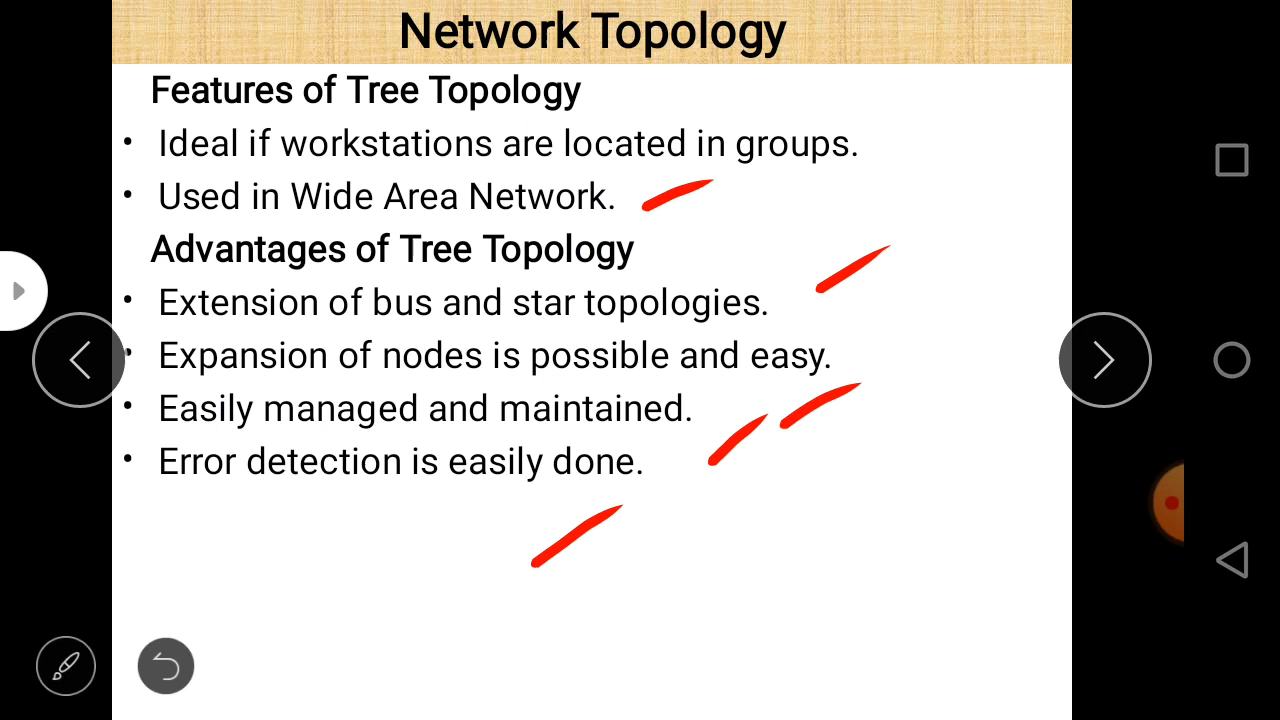 Network Topology
Features of Tree Topology
• Ideal if workstations are located in groups.
• Used in Wide Area Network.
Advantages of Tree Topology
• Extension of bus and star topologies.
• Expansion of nodes is possible and easy.
• Easily managed and maintained.
• Error detection is easily done.